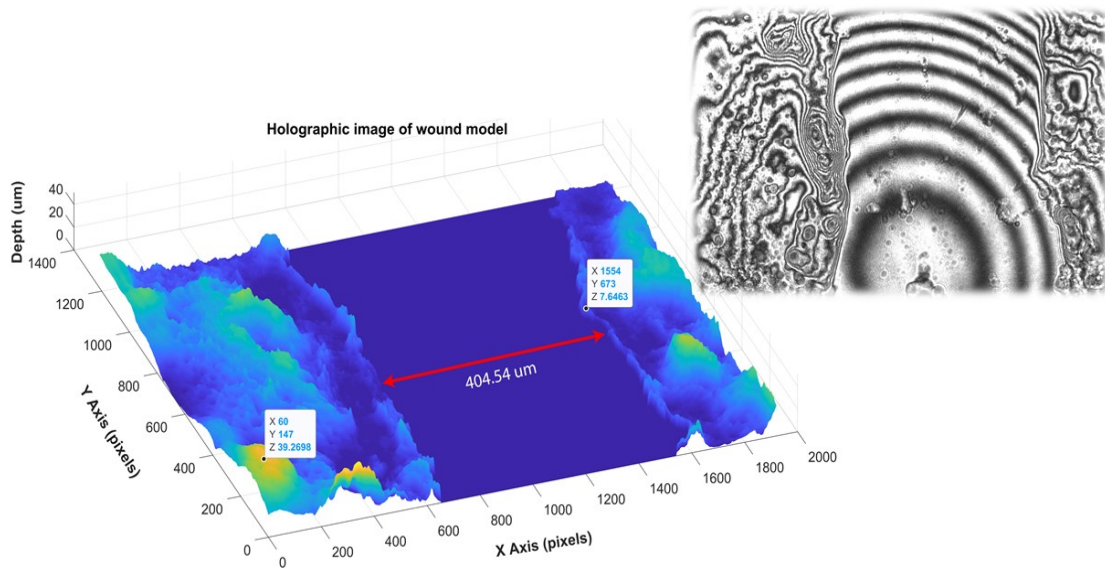 Holographic image of wound model
Depth (um)
40
20
0
1400
1200
1000
800
600
400
200
0
Y Axis (pixels)
X 1554
Y 673
Z 7.6463
404.54 um
X 60
Y 147
Z 39.2698
0
200
400
600
800
1000
1200
1400
1600
1800
2000
X Axis (pixels)